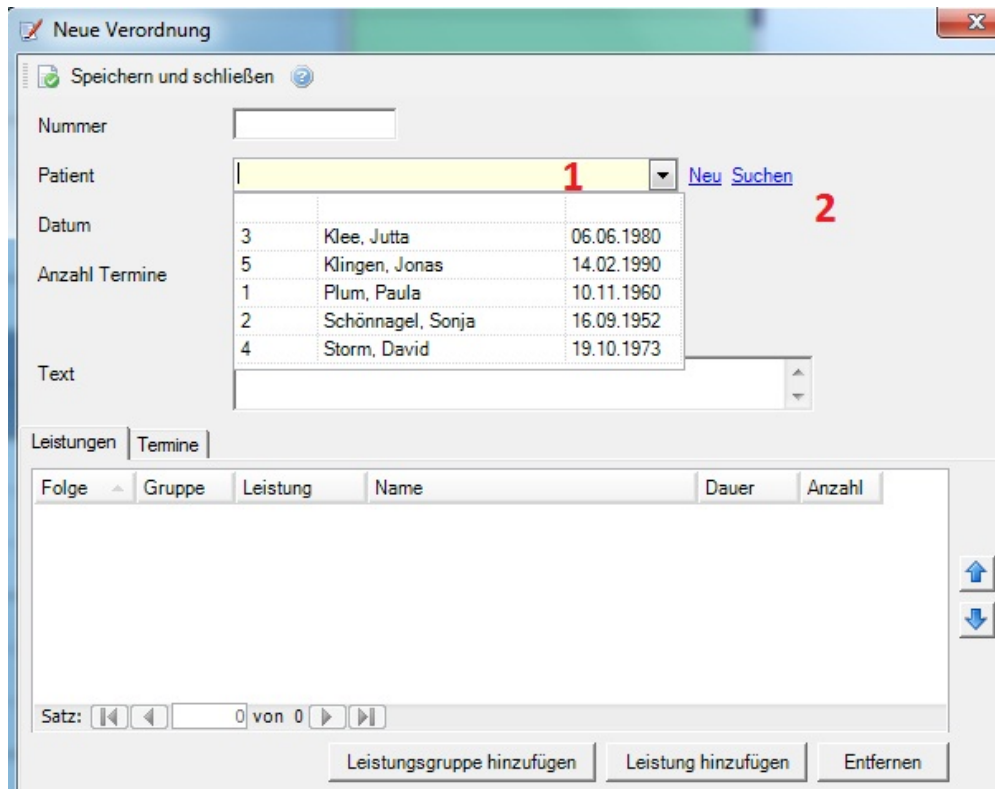 Neue Verordnung
Speichern und schließen
Nummer
Patient 1 Neu Suchen
2
Datum
3 Klee, Jutta 06.06.1980
5 Klingen, Jonas 14.02.1990
Anzahl Termine
1 Plum, Paula 10.11.1960
2 Schönnagel, Sonja 16.09.1952
4 Storm, David 19.10.1973
Text
Leistungen Termine
Folge Gruppe Leistung Name Dauer Anzahl
Satz: 0 von 0
Leistungsgruppe hinzufügen Leistung hinzufügen Entfernen